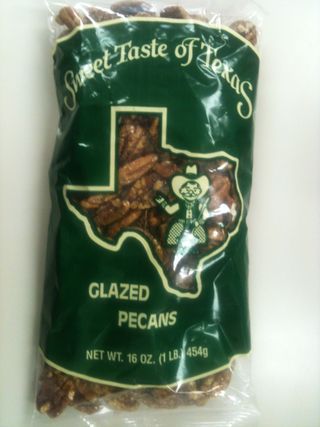 Sweet Taste of Texas
GLAZED
PECANS
NET WT. 16 OZ. (1 LB.) 454g